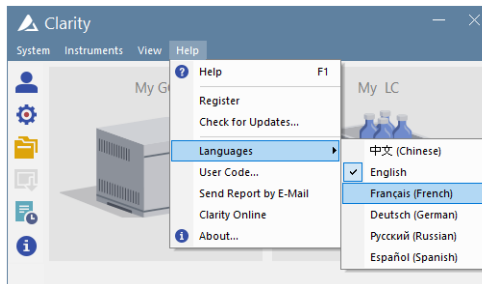 Clarity
System Instruments View Help
My G
My LC
Help F1
Register
Check for Updates...
Languages
User Code...
Send Report by E-Mail
Clarity Online
About...
中文 (Chinese)
English
Français (French)
Deutsch (German)
Русский (Russian)
Español (Spanish)